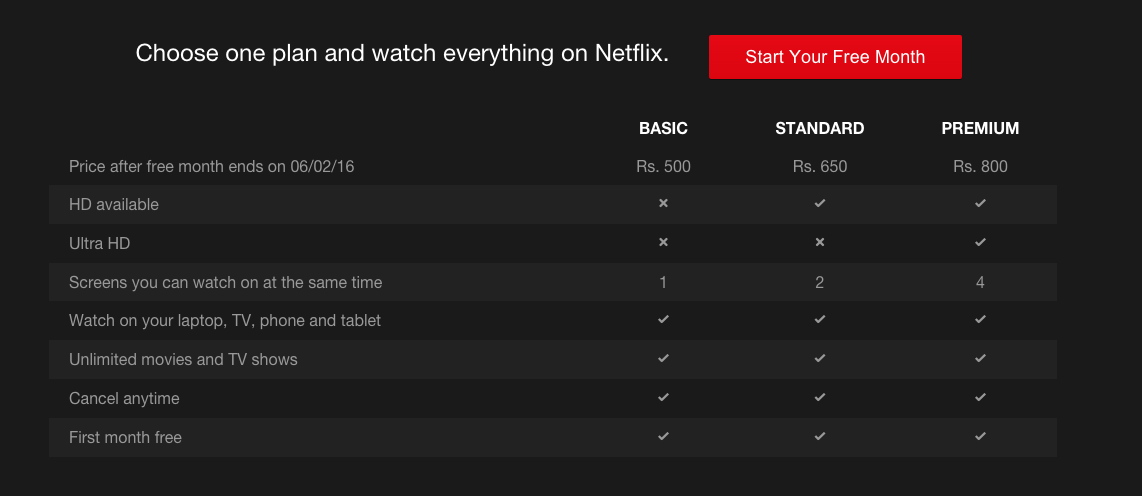 Choose one plan and watch everything on Netflix. Start Your Free Month
BASIC STANDARD PREMIUM
Price after free month ends on 06/02/16 Rs. 500 Rs. 650 Rs. 800
HD available ✗ ✓ ✓
Ultra HD ✗ ✗ ✓
Screens you can watch on at the same time 1 2 4
Watch on your laptop, TV, phone and tablet ✓ ✓ ✓
Unlimited movies and TV shows ✓ ✓ ✓
Cancel anytime ✓ ✓ ✓
First month free ✓ ✓ ✓